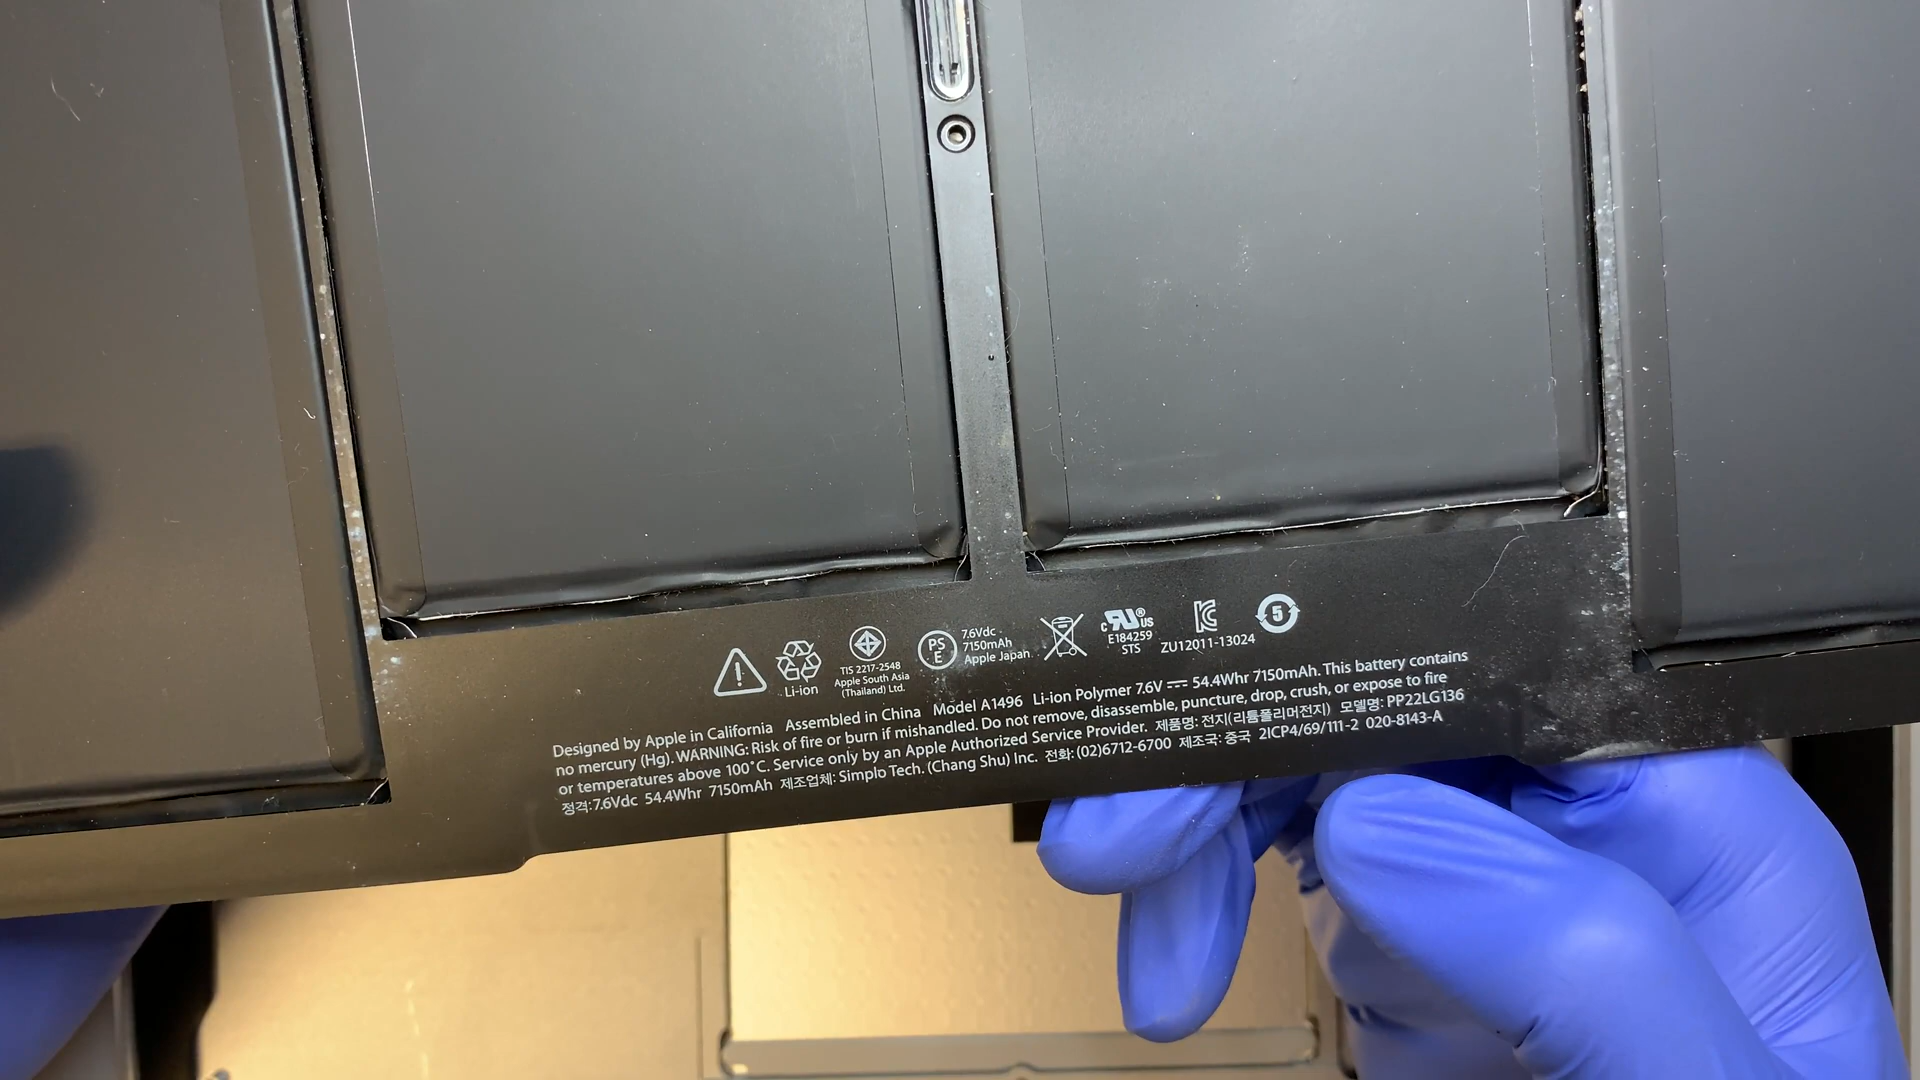 Li-ion
TIS 2217-2548
Apple South Asia
(Thailand) Ltd.
PS
E
7.6Vdc
7150mAh
Apple Japan
c RU ® US
E184259
STS
ZU12011-13024
5
Designed by Apple in California Assembled in China Model A1496 Li-ion Polymer 7.6V ⎓ 54.4Whr 7150mAh. This battery contains
no mercury (Hg). WARNING: Risk of fire or burn if mishandled. Do not remove, disassemble, puncture, drop, crush, or expose to fire
or temperatures above 100˚C. Service only by an Apple Authorized Service Provider. 제품명: 전지(리튬폴리머전지) 모델명: PP22LG136
정격:7.6Vdc 54.4Whr 7150mAh 제조업체: Simplo Tech. (Chang Shu) Inc. 전화: (02)6712-6700 제조국: 중국 2ICP4/69/111-2 020-8143-A